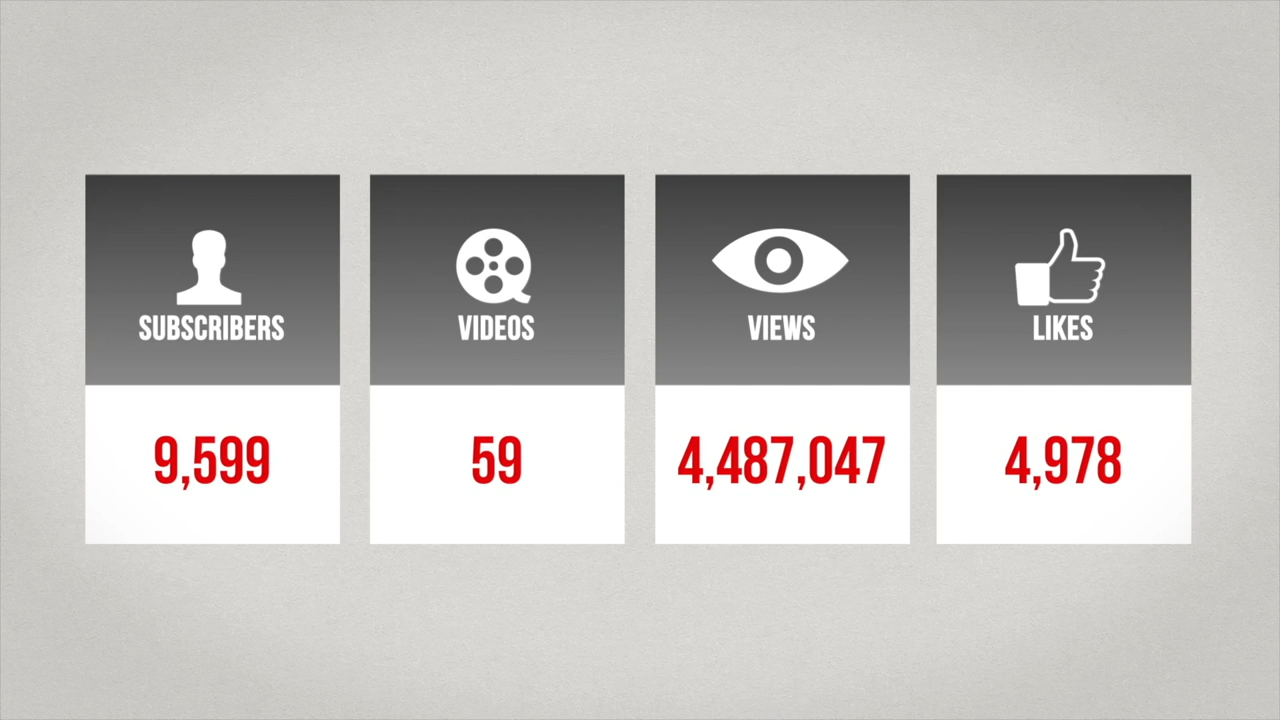 SUBSCRIBERS
9,599
VIDEOS
59
VIEWS
4,487,047
LIKES
4,978